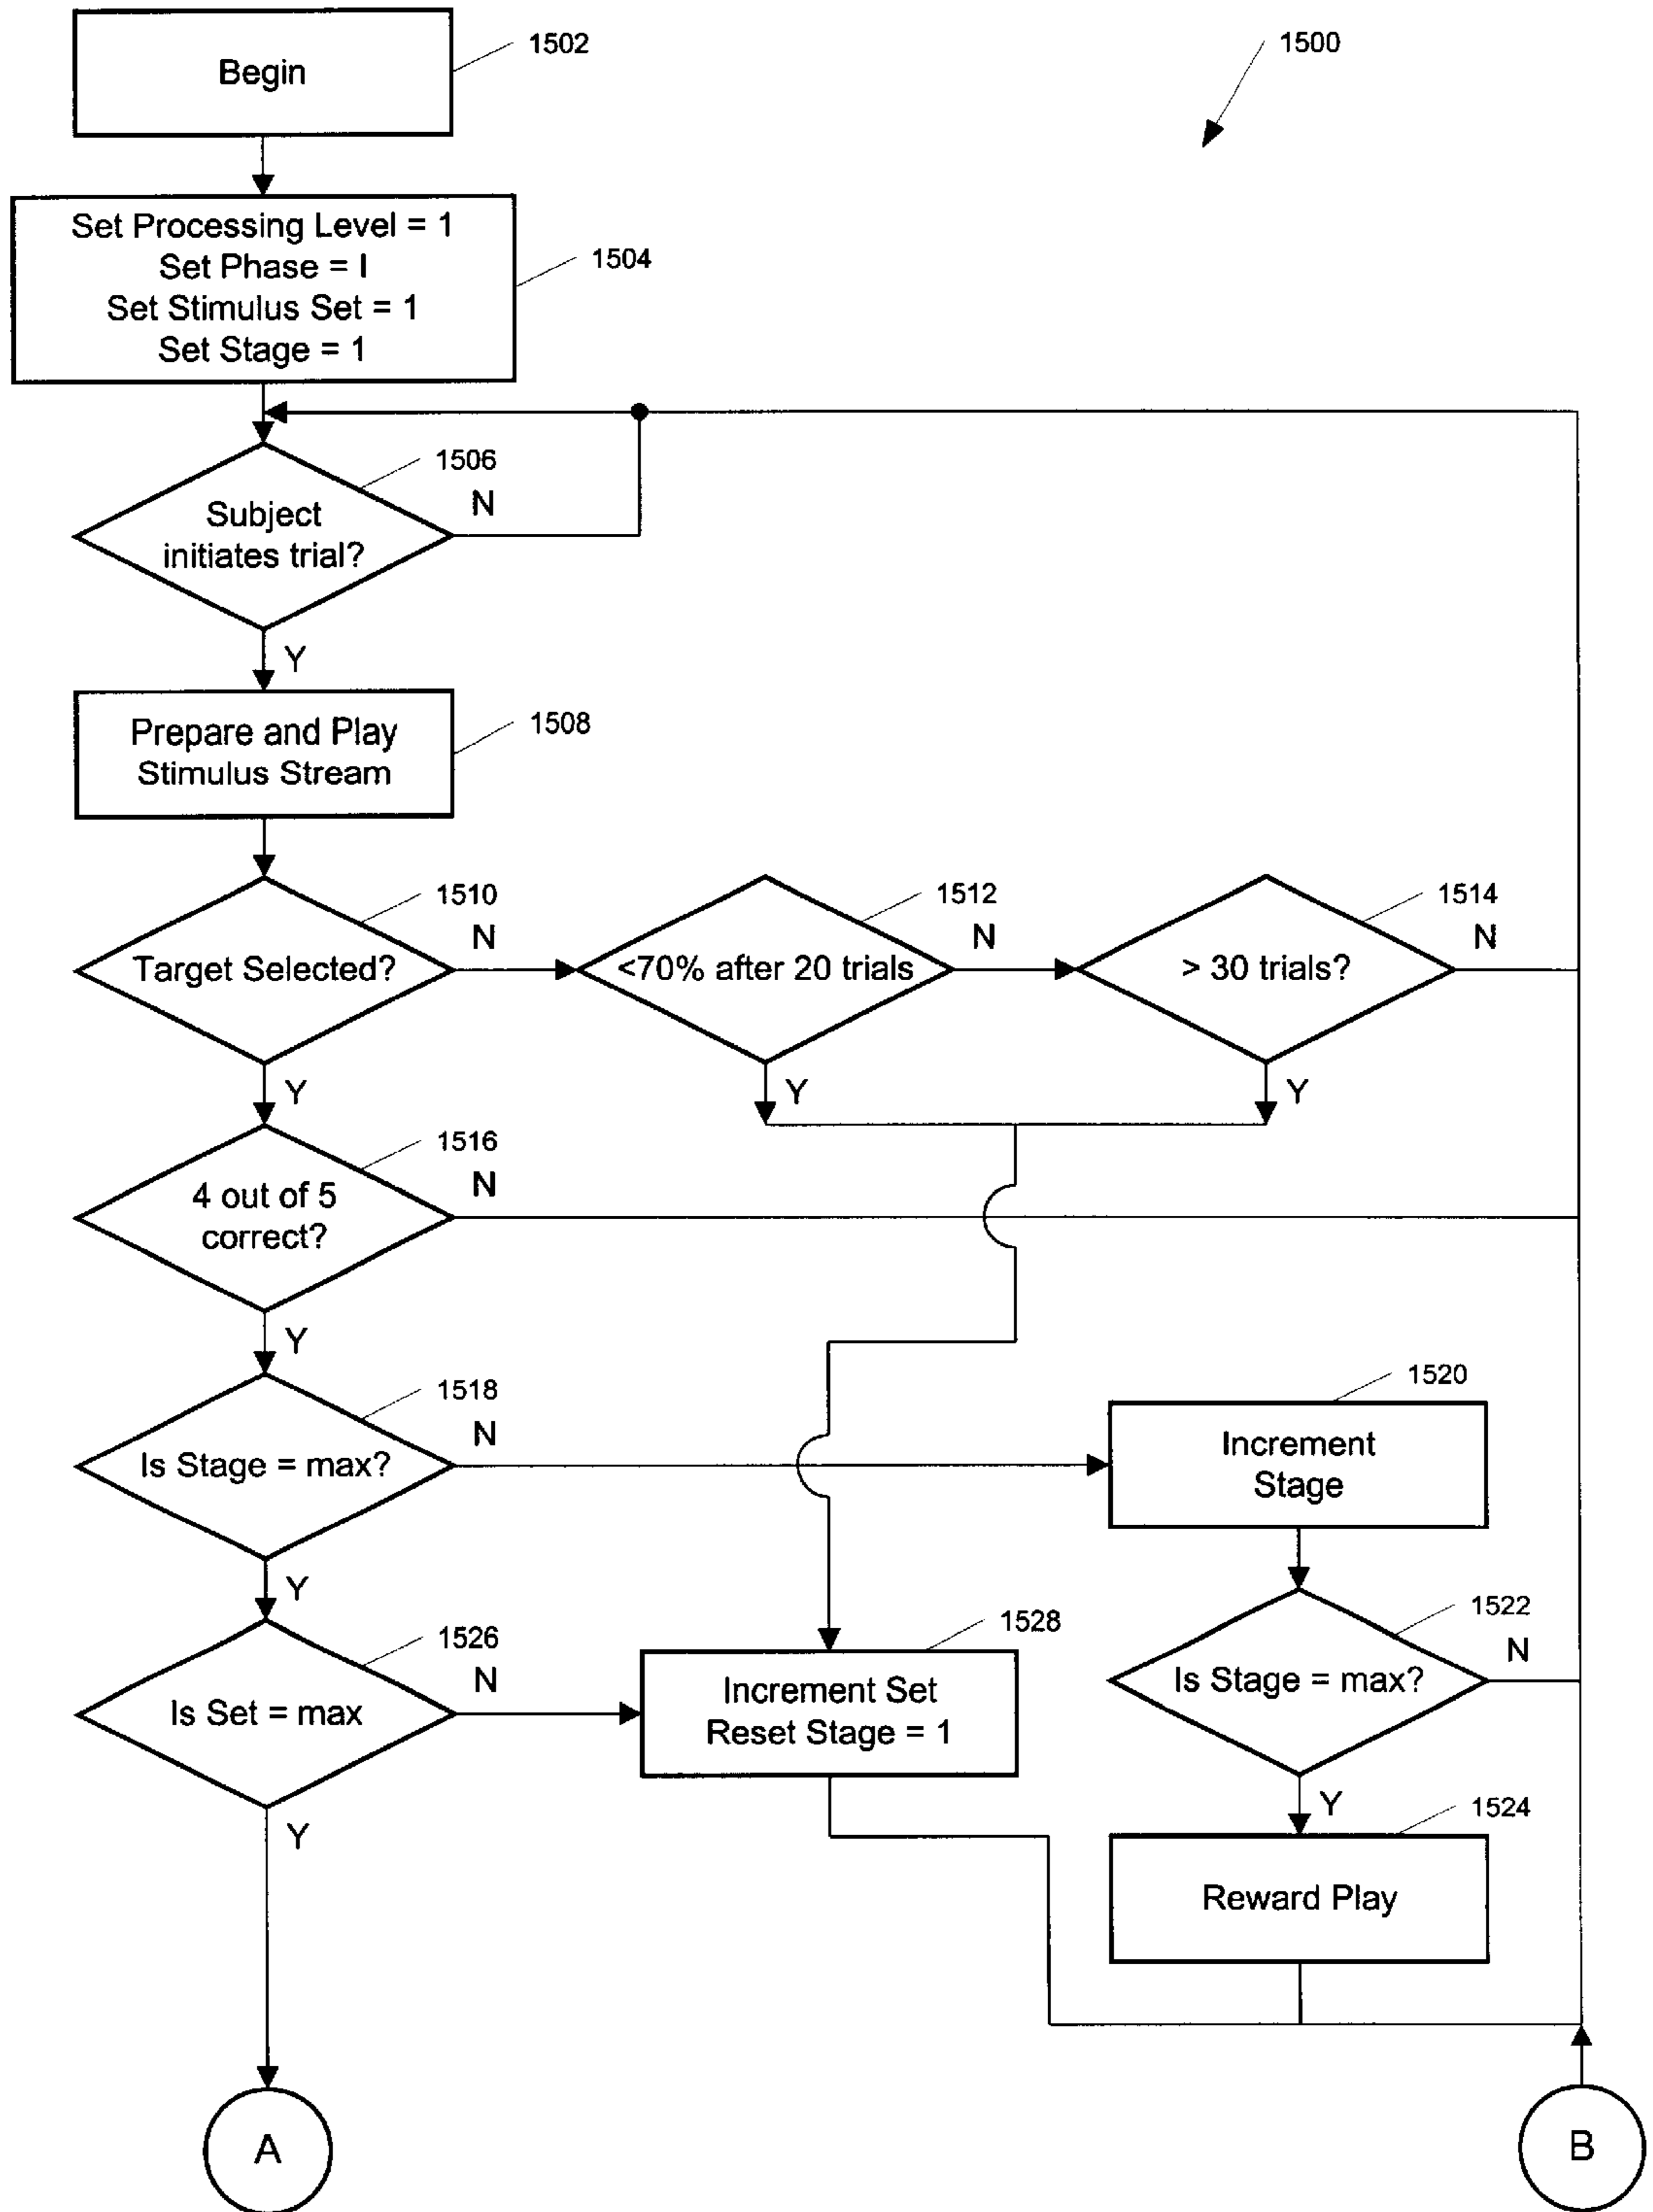 1502
1500
Begin
Set Processing Level = 1
Set Phase = I
Set Stimulus Set = 1
Set Stage = 1
1504
1506
N
Subject
initiates trial?
Y
Prepare and Play
Stimulus Stream
1508
1510
N
Target Selected?
Y
1512
N
<70% after 20 trials
Y
1514
N
> 30 trials?
Y
1516
N
4 out of 5
correct?
Y
1518
N
Is Stage = max?
Y
1520
Increment
Stage
1522
N
Is Stage = max?
Y
1526
N
Is Set = max
Y
1528
Increment Set
Reset Stage = 1
1524
Reward Play
A
B